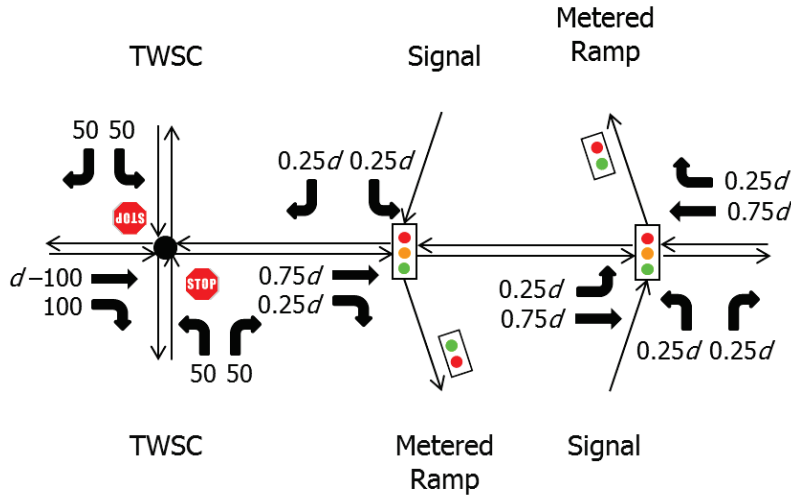 Metered
Ramp
TWSC
Signal
50 50
0.25d 0.25d
0.25d
0.75d
STOP
d –100
100
STOP
0.75d
0.25d
0.25d
0.75d
50 50
0.25d 0.25d
TWSC
Metered
Ramp
Signal